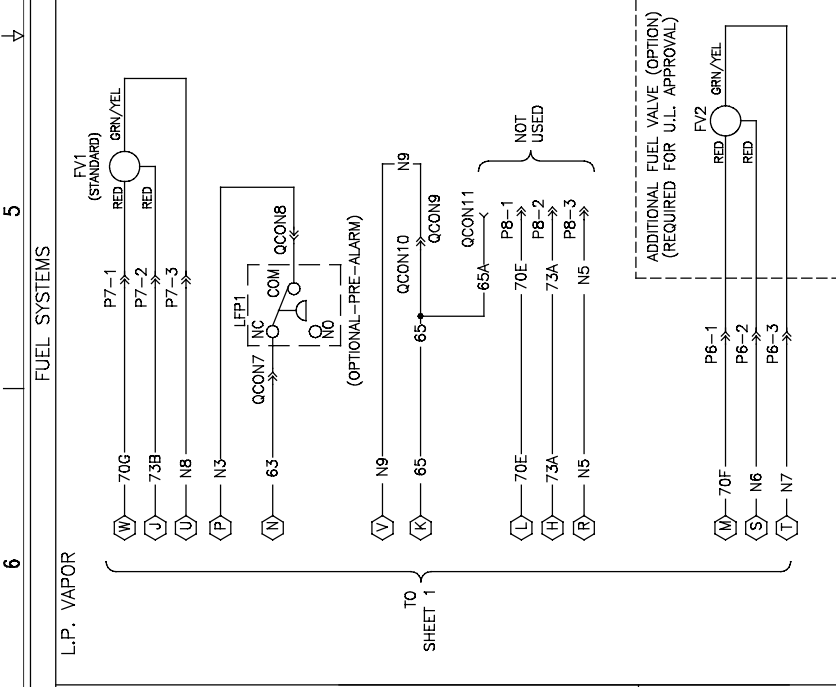 5
6
FUEL SYSTEMS
L.P. VAPOR
FV1
(STANDARD)
RED
RED
GRN/YEL
P7-1
P7-2
P7-3
70G
73B
N8
W
J
U
LFP1
NC
COM
NO
QCON8
QCON7
(OPTIONAL-PRE-ALARM)
N3
63
P
N
N9
QCON10
QCON9
65
65A
QCON11
N9
65
V
K
NOT
USED
P8-1
P8-2
P8-3
70E
73A
N5
70E
73A
N5
L
H
R
ADDITIONAL FUEL VALVE (OPTION)
(REQUIRED FOR U.L. APPROVAL)
FV2
RED
RED
GRN/YEL
P6-1
P6-2
P6-3
70F
N6
N7
M
S
T
TO
SHEET 1